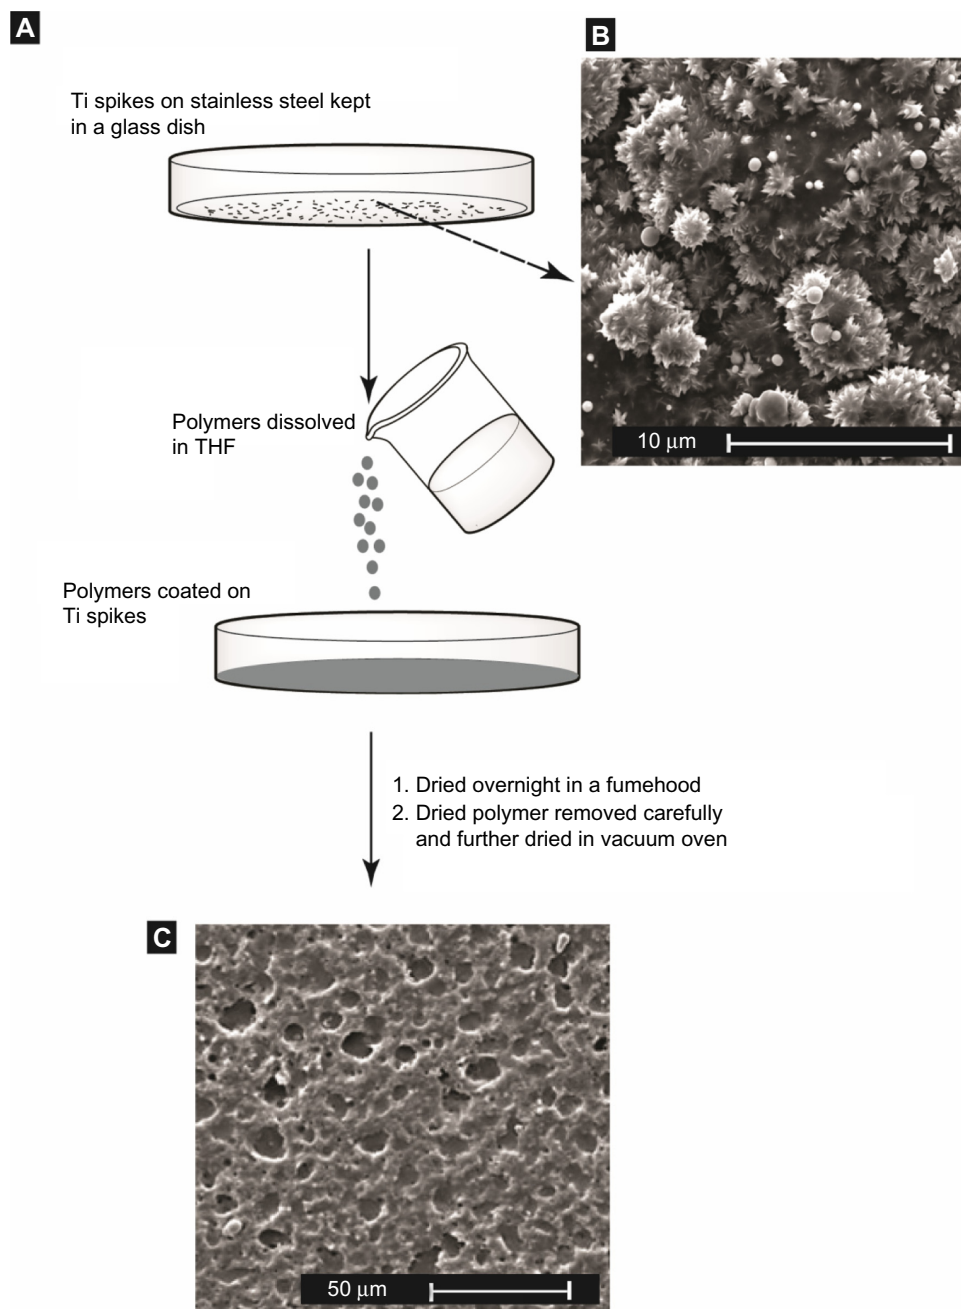 A
B
Ti spikes on stainless steel kept
in a glass dish
10 μm
Polymers dissolved
in THF
Polymers coated on
Ti spikes
1. Dried overnight in a fumehood
2. Dried polymer removed carefully
and further dried in vacuum oven
C
50 μm